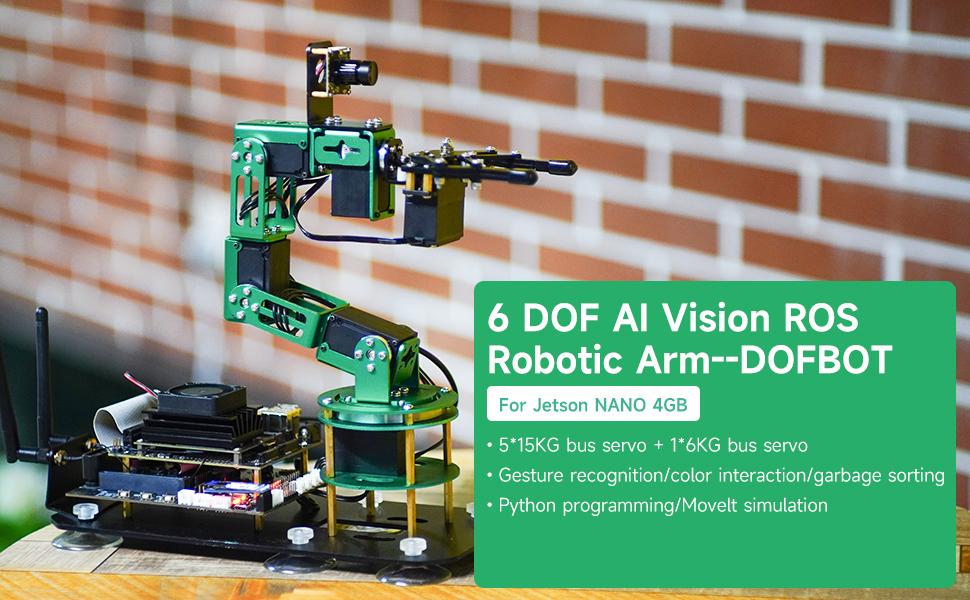 6 DOF AI Vision ROS
Robotic Arm--DOFBOT
For Jetson NANO 4GB
• 5*15KG bus servo + 1*6KG bus servo
• Gesture recognition/color interaction/garbage sorting
• Python programming/MoveIt simulation